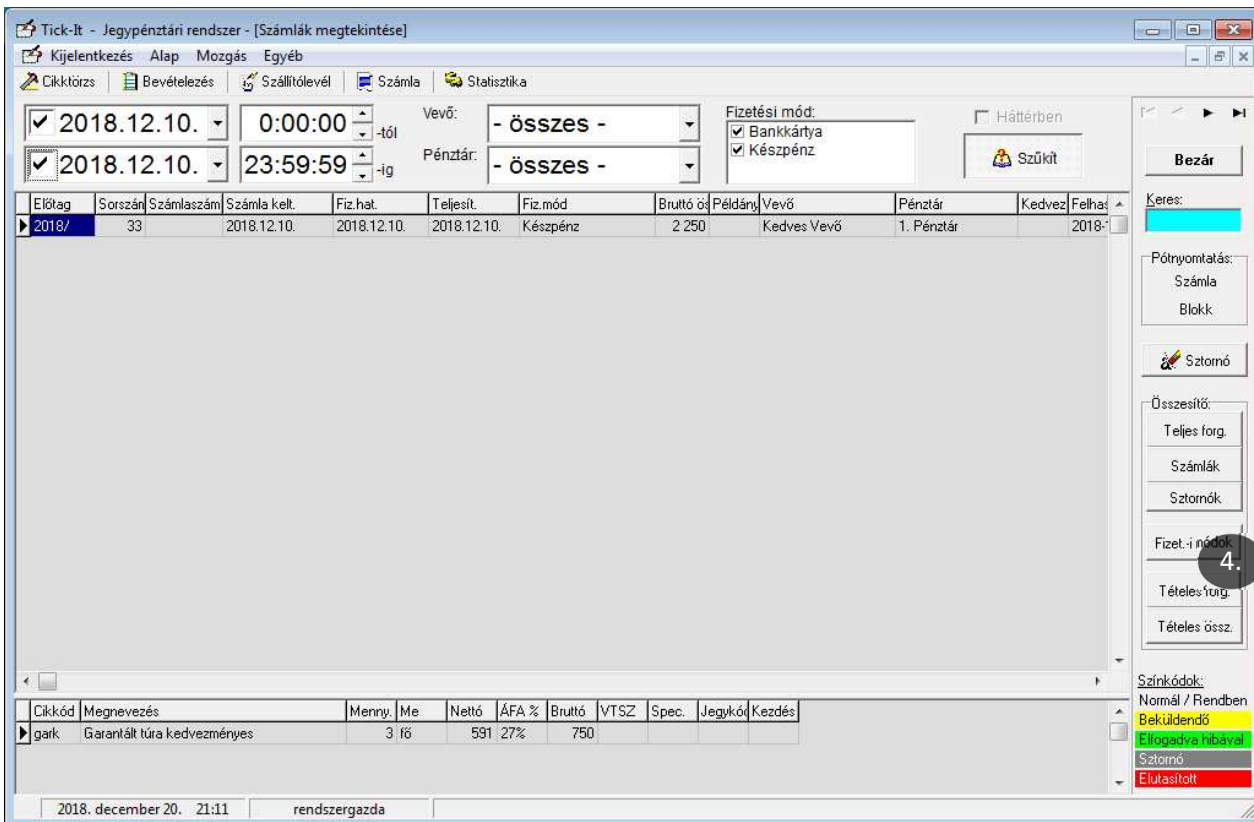 Tick-It - Jegypénztári rendszer - [Számlák megtekintése]
Kijelentkezés Alap Mozgás Egyéb
Cikktörzs Bevételezés Szállítólevél Számla Statisztika
2018.12.10. 0:00:00 -tól
2018.12.10. 23:59:59 -ig
Vevő: - összes -
Pénztár: - összes -
Fizetési mód:
Bankkártya
Készpénz
Háttérben
Szűkít
Előtag Sorszán Számlaszám Számla kelt. Fiz.hat. Teljesít. Fiz.mód Bruttó ös Példány Vevő Pénztár Kedvez Felhas
2018/ 33 2018.12.10. 2018.12.10. 2018.12.10. Készpénz 2 250 Kedves Vevő 1. Pénztár 2018-
Bezár
Keres:
Pótnyomtatás:
Számla
Blokk
Sztornó
Összesítő:
Teljes forg.
Számlák
Sztornók
Fizet.-i módok
4.
Tételes forg.
Tételes össz.
Cikkód Megnevezés Menny. Me Nettó ÁFA % Bruttó VTSZ Spec. Jegykód Kezdés
gark Garantált túra kedvezményes 3 fő 591 27% 750
Színkódok:
Normál / Rendben
Beküldendő
Elfogadva hibával
Sztornó
Elutasított
2018. december 20. 21:11 rendszergazda